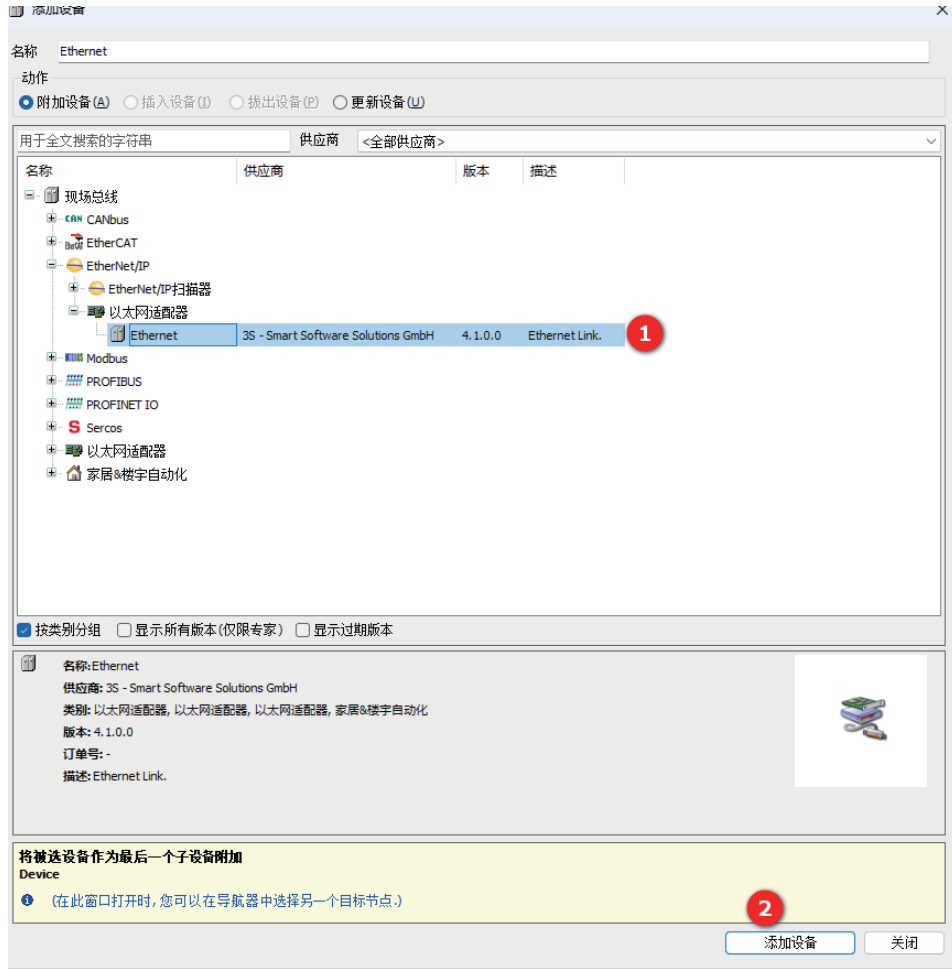 添加设备
名称 Ethernet
动作
附加设备(A) 插入设备(I) 拔出设备(P) 更新设备(U)
用于全文搜索的字符串 供应商 <全部供应商>
名称 供应商 版本 描述
现场总线
CAN CANbus
EtherCAT
EtherNet/IP
EtherNet/IP扫描器
以太网适配器
Ethernet 3S - Smart Software Solutions GmbH 4.1.0.0 Ethernet Link. 1
Modbus
PROFIBUS
PROFINET IO
S Sercos
以太网适配器
家居&楼宇自动化
按类别分组 显示所有版本(仅限专家) 显示过期版本
名称:Ethernet
供应商: 3S - Smart Software Solutions GmbH
类别: 以太网适配器, 以太网适配器, 以太网适配器, 家居&楼宇自动化
版本: 4.1.0.0
订单号: -
描述: Ethernet Link.
将被选设备作为最后一个子设备附加
Device
(在此窗口打开时, 您可以在导航器中选择另一个目标节点.)
2
添加设备 关闭